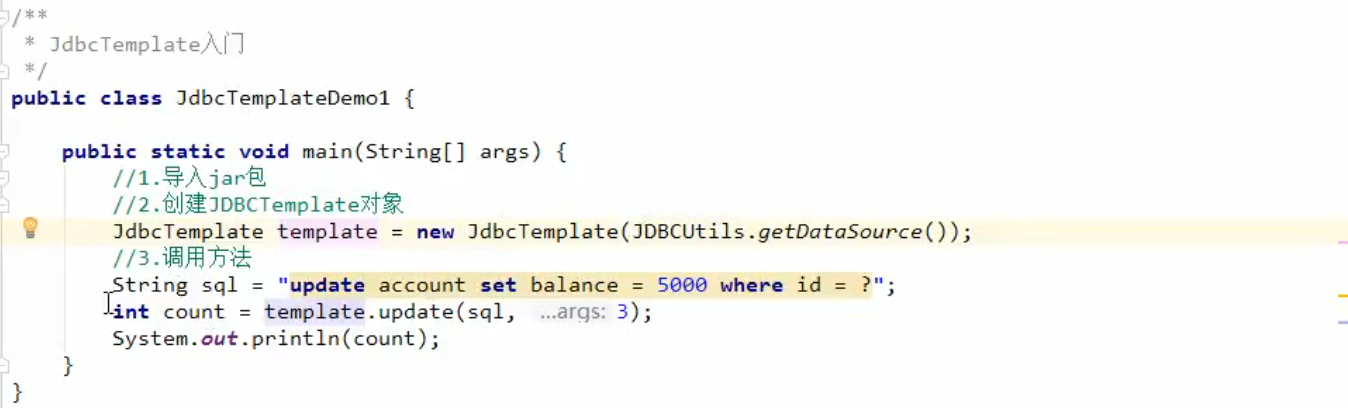 /**
 * JdbcTemplate入门
 */
public class JdbcTemplateDemo1 {
    public static void main(String[] args) {
        //1.导入jar包
        //2.创建JDBCTemplate对象
        JdbcTemplate template = new JdbcTemplate(JDBCUtils.getDataSource());
        //3.调用方法
        String sql = "update account set balance = 5000 where id = ?";
        int count = template.update(sql, ...args: 3);
        System.out.println(count);
    }
}